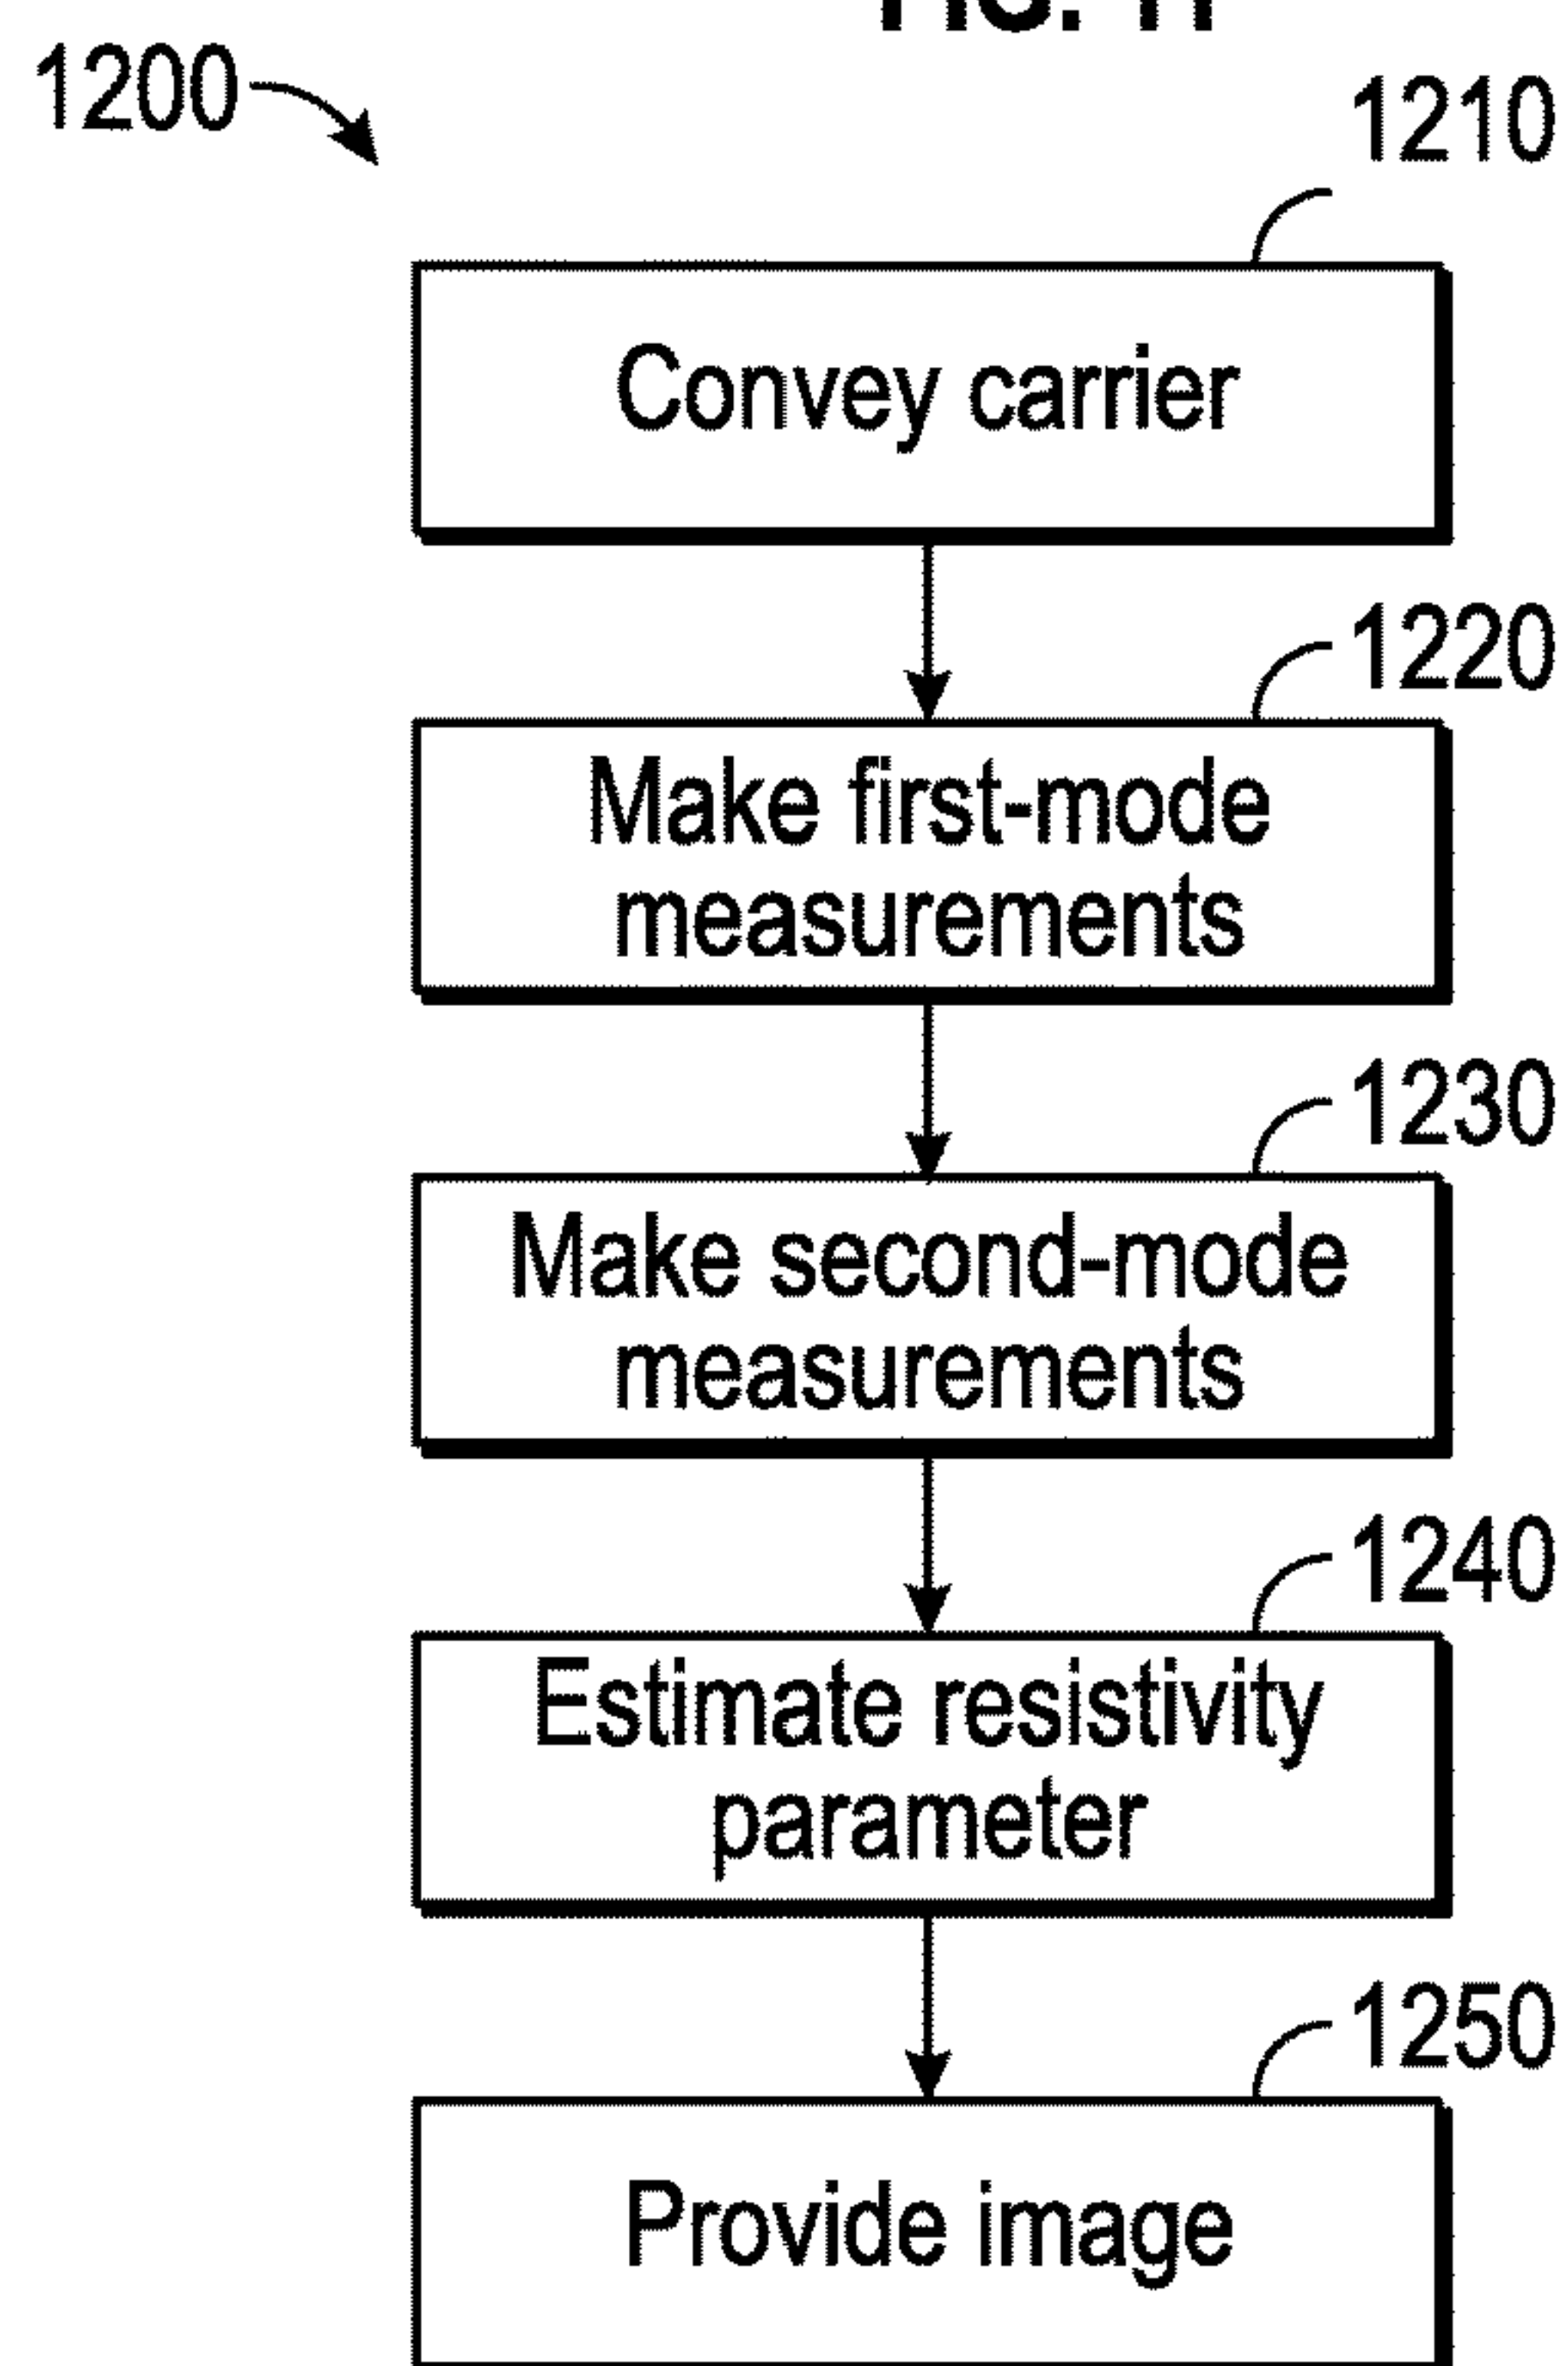 1200
1210
Convey carrier
1220
Make first-mode
measurements
1230
Make second-mode
measurements
1240
Estimate resistivity
parameter
1250
Provide image